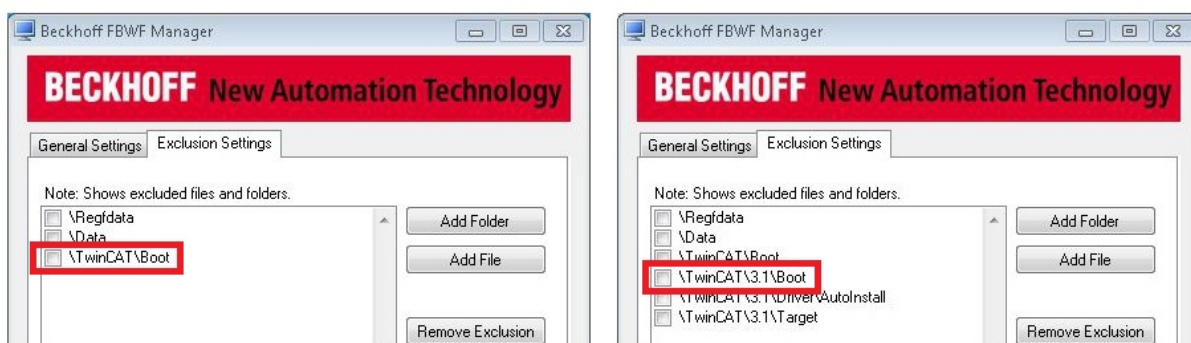 Beckhoff FBWF Manager
BECKHOFF New Automation Technology
General Settings Exclusion Settings
Note: Shows excluded files and folders.
\Regfdata
\Data
\TwinCAT\Boot
Add Folder
Add File
Remove Exclusion
Beckhoff FBWF Manager
BECKHOFF New Automation Technology
General Settings Exclusion Settings
Note: Shows excluded files and folders.
\Regfdata
\Data
\TwinCAT\Boot
\TwinCAT\3.1\Boot
\TwinCAT\3.1\Driver\AutoInstall
\TwinCAT\3.1\Target
Add Folder
Add File
Remove Exclusion